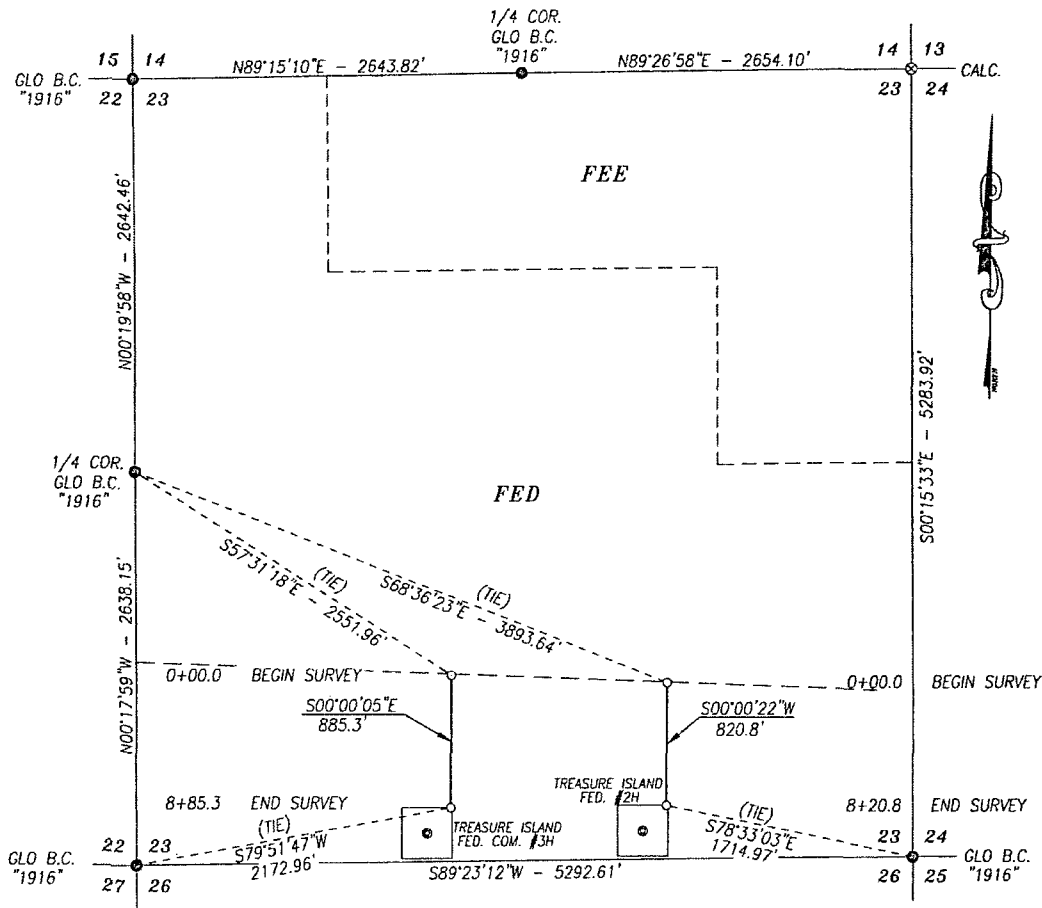 1/4 COR.
GLO B.C.
"1916"
15 14
14 13
GLO B.C.
"1916"
N89°15'10"E - 2643.82'
N89°26'58"E - 2654.10'
CALC.
22 23
23 24
FEE
N00°19'58"W - 2642.46'
S00°15'33"E - 5283.92'
1/4 COR.
GLO B.C.
"1916"
FED
(TIE)
S57°31'18"E - 2551.96'
(TIE)
S68°36'23"E - 3893.64'
N00°17'59"W - 2638.15'
0+00.0 BEGIN SURVEY
0+00.0 BEGIN SURVEY
S00°00'05"E
885.3'
S00°00'22"W
820.8'
TREASURE ISLAND
FED. #2H
8+85.3 END SURVEY
8+20.8 END SURVEY
(TIE)
S79°51'47"W
2172.96'
TREASURE ISLAND
FED. COM. #3H
(TIE)
S78°33'03"E
1714.97'
22 23
23 24
GLO B.C.
"1916"
27 26
S89°23'12"W - 5292.61'
26 25
GLO B.C.
"1916"